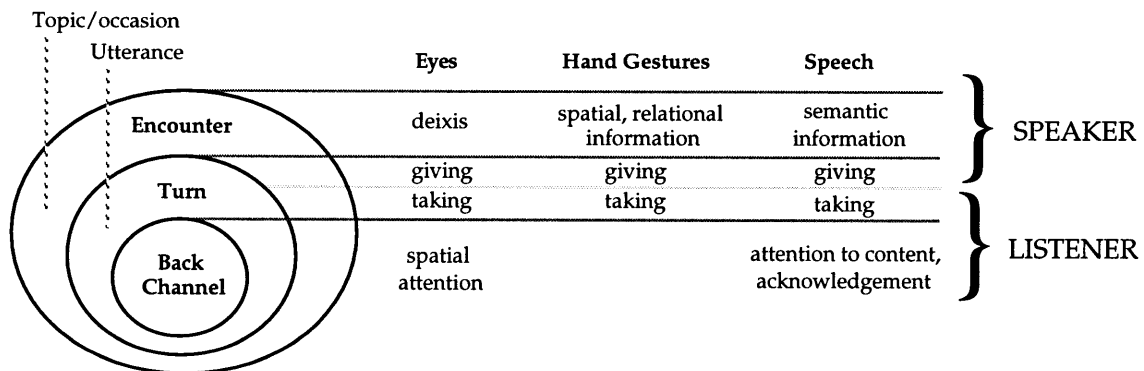 Topic/occasion
Utterance
Eyes Hand Gestures Speech
Encounter deixis spatial, relational information semantic information
SPEAKER
giving giving giving
Turn
taking taking taking
LISTENER
Back Channel spatial attention attention to content, acknowledgement